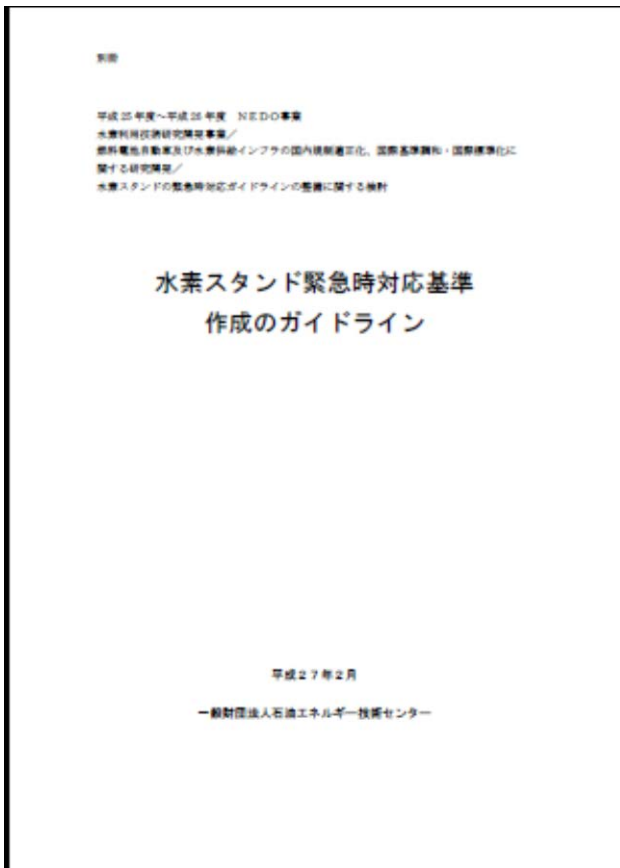 別冊
平成25年度~平成26年度 NEDO事業
水素利用技術研究開発事業/
燃料電池自動車及び水素供給インフラの国内規制適正化、国際基準調和・国際標準化に
関する研究開発/
水素スタンドの緊急時対応ガイドラインの整備に関する検討
水素スタンド緊急時対応基準
作成のガイドライン
平成27年2月
一般財団法人石油エネルギー技術センター